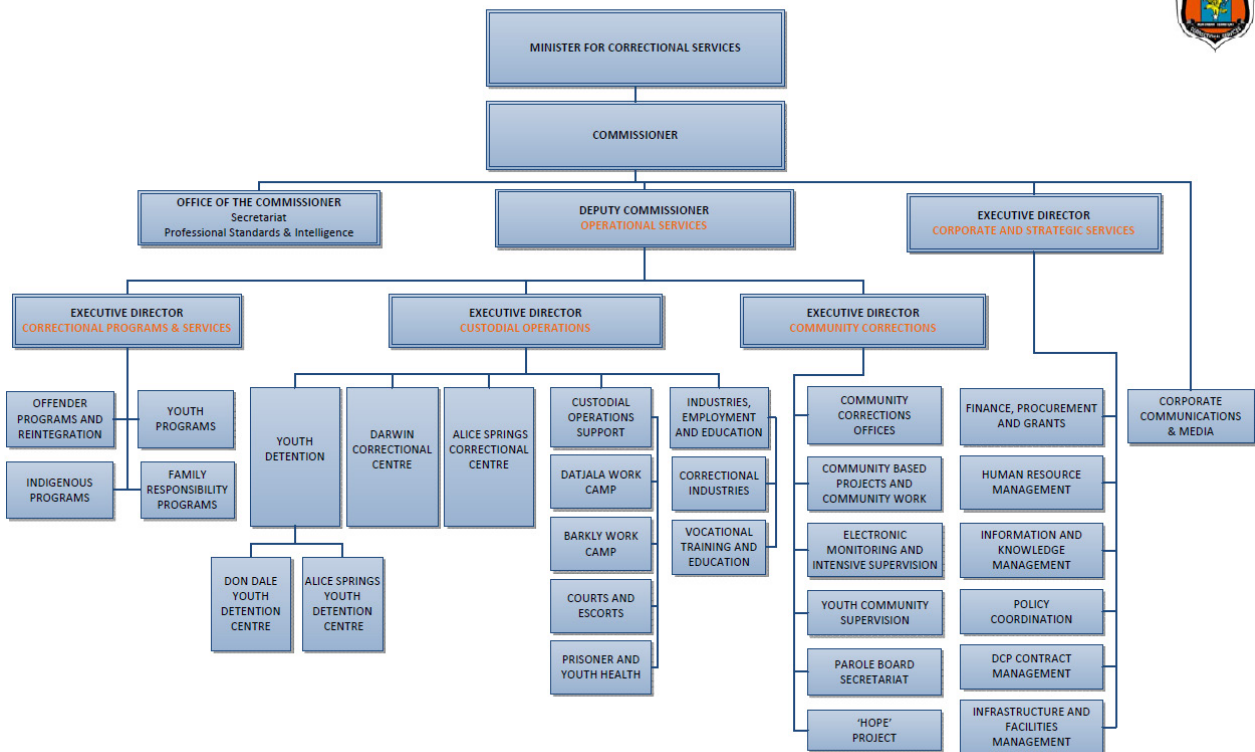 MINISTER FOR CORRECTIONAL SERVICES
COMMISSIONER
OFFICE OF THE COMMISSIONER
Secretariat
Professional Standards & Intelligence
DEPUTY COMMISSIONER
OPERATIONAL SERVICES
EXECUTIVE DIRECTOR
CORPORATE AND STRATEGIC SERVICES
EXECUTIVE DIRECTOR
CORRECTIONAL PROGRAMS & SERVICES
EXECUTIVE DIRECTOR
CUSTODIAL OPERATIONS
EXECUTIVE DIRECTOR
COMMUNITY CORRECTIONS
OFFENDER
PROGRAMS AND
REINTEGRATION
YOUTH
PROGRAMS
INDIGENOUS
PROGRAMS
FAMILY
RESPONSIBILITY
PROGRAMS
YOUTH
DETENTION
DARWIN
CORRECTIONAL
CENTRE
ALICE SPRINGS
CORRECTIONAL
CENTRE
DON DALE
YOUTH
DETENTION
CENTRE
ALICE SPRINGS
YOUTH
DETENTION
CENTRE
CUSTODIAL
OPERATIONS
SUPPORT
DATJALA WORK
CAMP
BARKLY WORK
CAMP
COURTS AND
ESCORTS
PRISONER AND
YOUTH HEALTH
INDUSTRIES,
EMPLOYMENT
AND EDUCATION
CORRECTIONAL
INDUSTRIES
VOCATIONAL
TRAINING AND
EDUCATION
COMMUNITY
CORRECTIONS
OFFICES
COMMUNITY BASED
PROJECTS AND
COMMUNITY WORK
ELECTRONIC
MONITORING AND
INTENSIVE SUPERVISION
YOUTH COMMUNITY
SUPERVISION
PAROLE BOARD
SECRETARIAT
'HOPE'
PROJECT
FINANCE, PROCUREMENT
AND GRANTS
HUMAN RESOURCE
MANAGEMENT
INFORMATION AND
KNOWLEDGE
MANAGEMENT
POLICY
COORDINATION
DCP CONTRACT
MANAGEMENT
INFRASTRUCTURE AND
FACILITIES
MANAGEMENT
CORPORATE
COMMUNICATIONS
& MEDIA